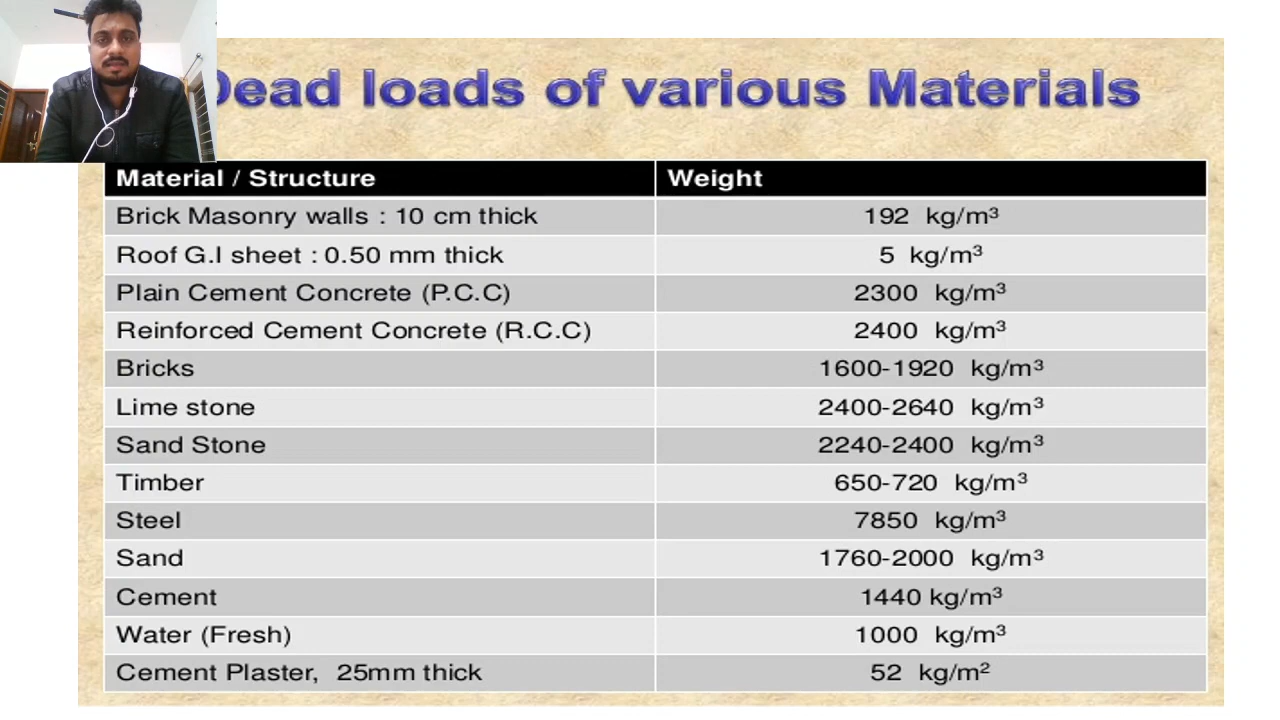 Dead loads of various Materials
Material / Structure Weight
Brick Masonry walls : 10 cm thick 192 kg/m³
Roof G.I sheet : 0.50 mm thick 5 kg/m³
Plain Cement Concrete (P.C.C) 2300 kg/m³
Reinforced Cement Concrete (R.C.C) 2400 kg/m³
Bricks 1600-1920 kg/m³
Lime stone 2400-2640 kg/m³
Sand Stone 2240-2400 kg/m³
Timber 650-720 kg/m³
Steel 7850 kg/m³
Sand 1760-2000 kg/m³
Cement 1440 kg/m³
Water (Fresh) 1000 kg/m³
Cement Plaster, 25mm thick 52 kg/m²